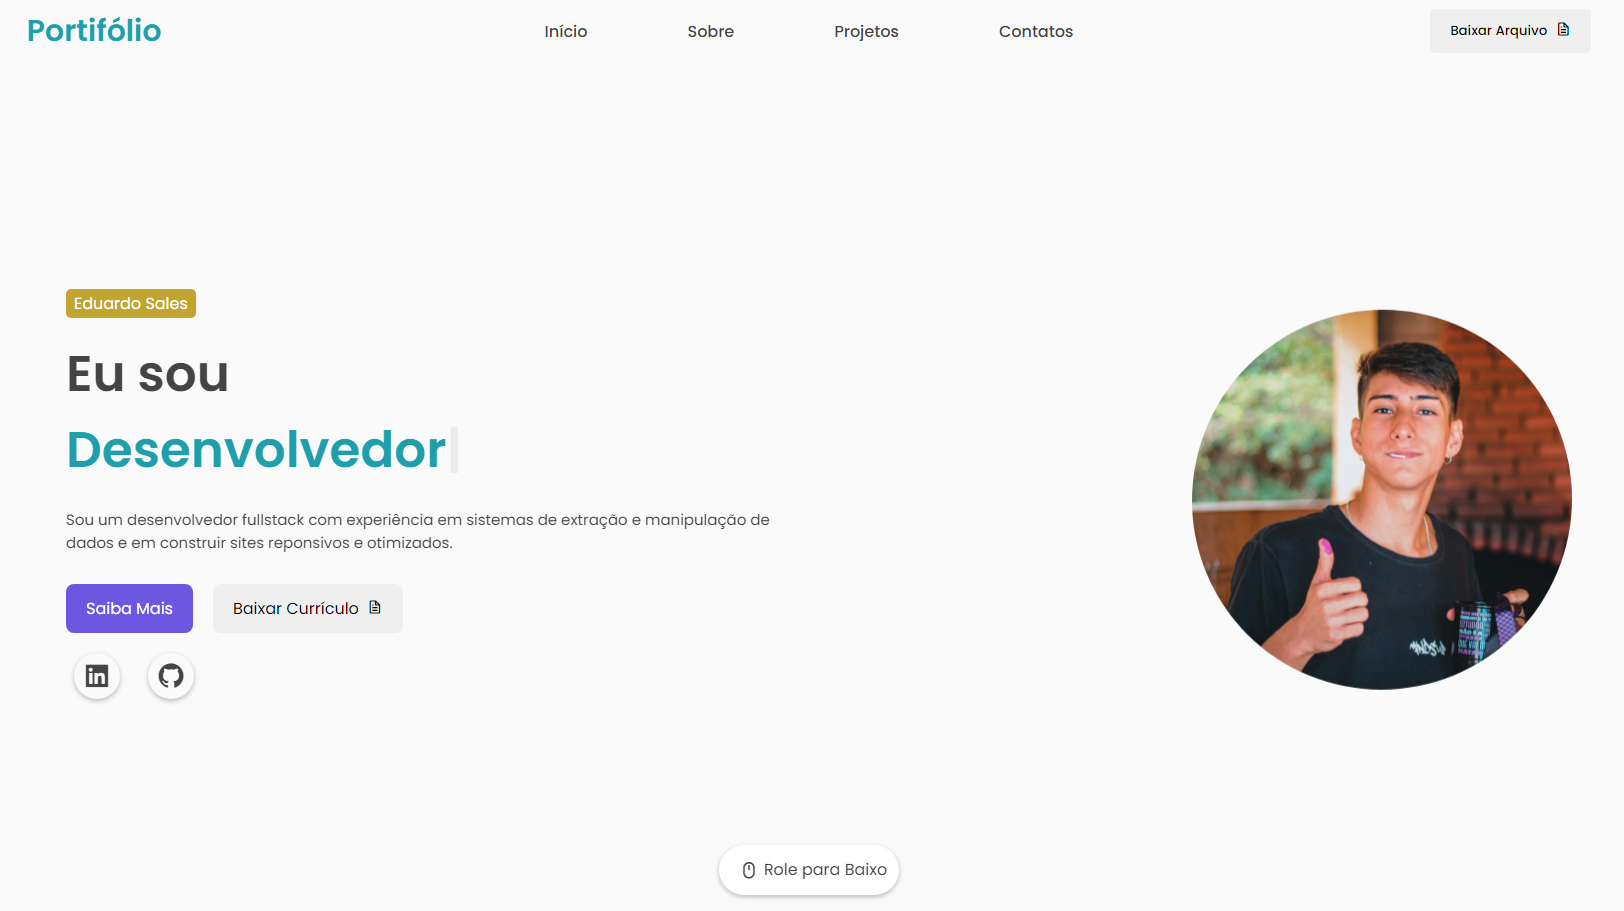 Portifólio
Início
Sobre
Projetos
Contatos
Baixar Arquivo
Eduardo Sales
Eu sou
Desenvolvedor
Sou um desenvolvedor fullstack com experiência em sistemas de extração e manipulação de
dados e em construir sites reponsivos e otimizados.
Saiba Mais
Baixar Currículo
in
Role para Baixo